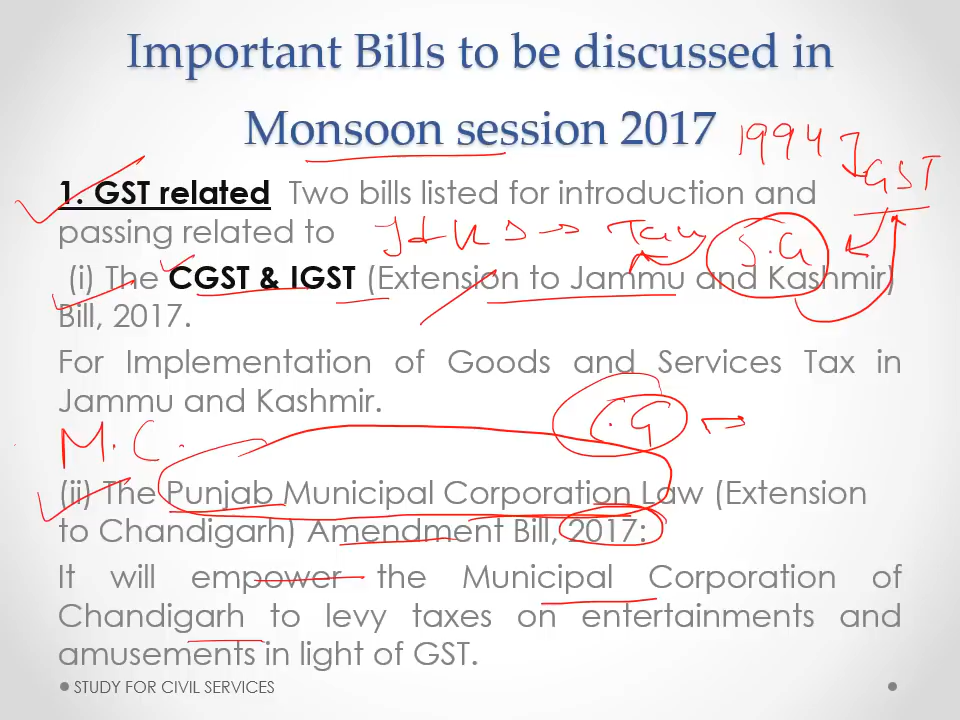 Important Bills to be discussed in
Monsoon session 2017
1994
GST
1. GST related Two bills listed for introduction and
passing related to
J&K → Tax
S.G
(i) The CGST & IGST (Extension to Jammu and Kashmir)
Bill, 2017.
For Implementation of Goods and Services Tax in
Jammu and Kashmir.
M.C.
(ii) The Punjab Municipal Corporation Law (Extension
to Chandigarh) Amendment Bill, 2017:
It will empower the Municipal Corporation of
Chandigarh to levy taxes on entertainments and
amusements in light of GST.
STUDY FOR CIVIL SERVICES